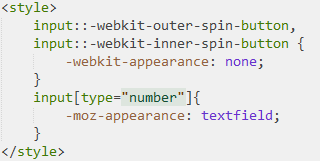 <style>
    input::-webkit-outer-spin-button,
    input::-webkit-inner-spin-button {
        -webkit-appearance: none;
    }
    input[type="number"]{
        -moz-appearance: textfield;
    }
</style>